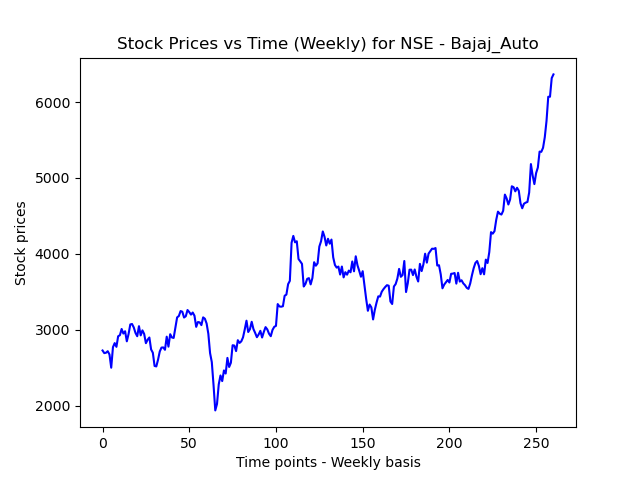 Stock Prices vs Time (Weekly) for NSE - Bajaj_Auto
6000
5000
4000
3000
2000
Stock prices
0 50 100 150 200 250
Time points - Weekly basis